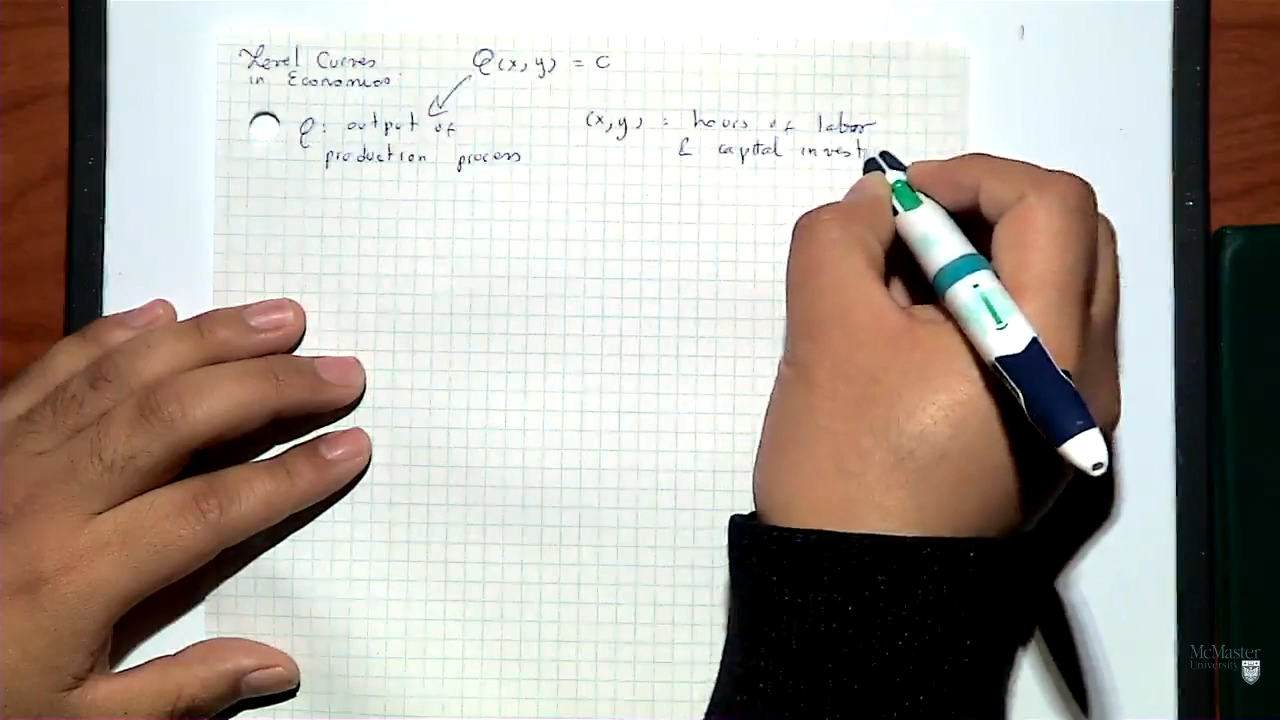 Level Curves
in Economics:
Q(x, y) = C
Q: output of
production process
(x, y) : hours of labor
& capital invest
McMaster
University